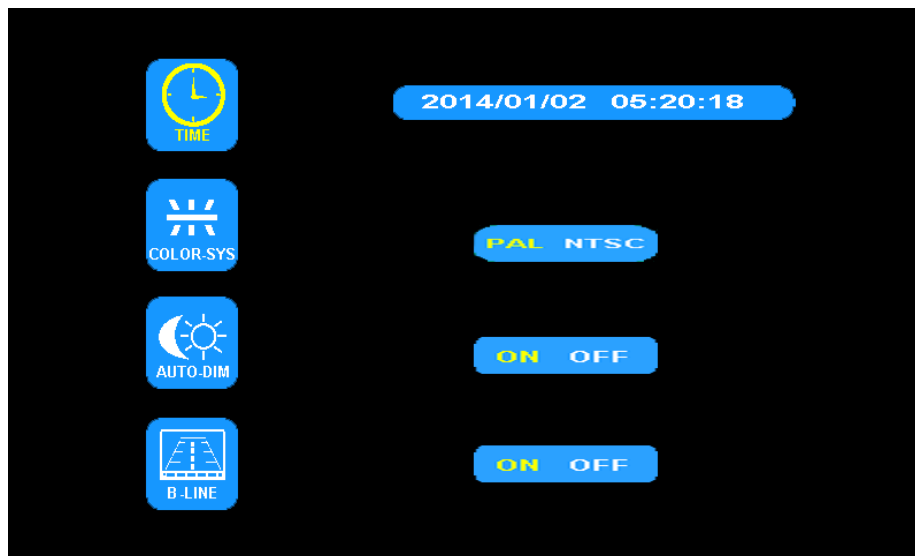 TIME
2014/01/02 05:20:18
COLOR-SYS
PAL NTSC
AUTO-DIM
ON OFF
B-LINE
ON OFF